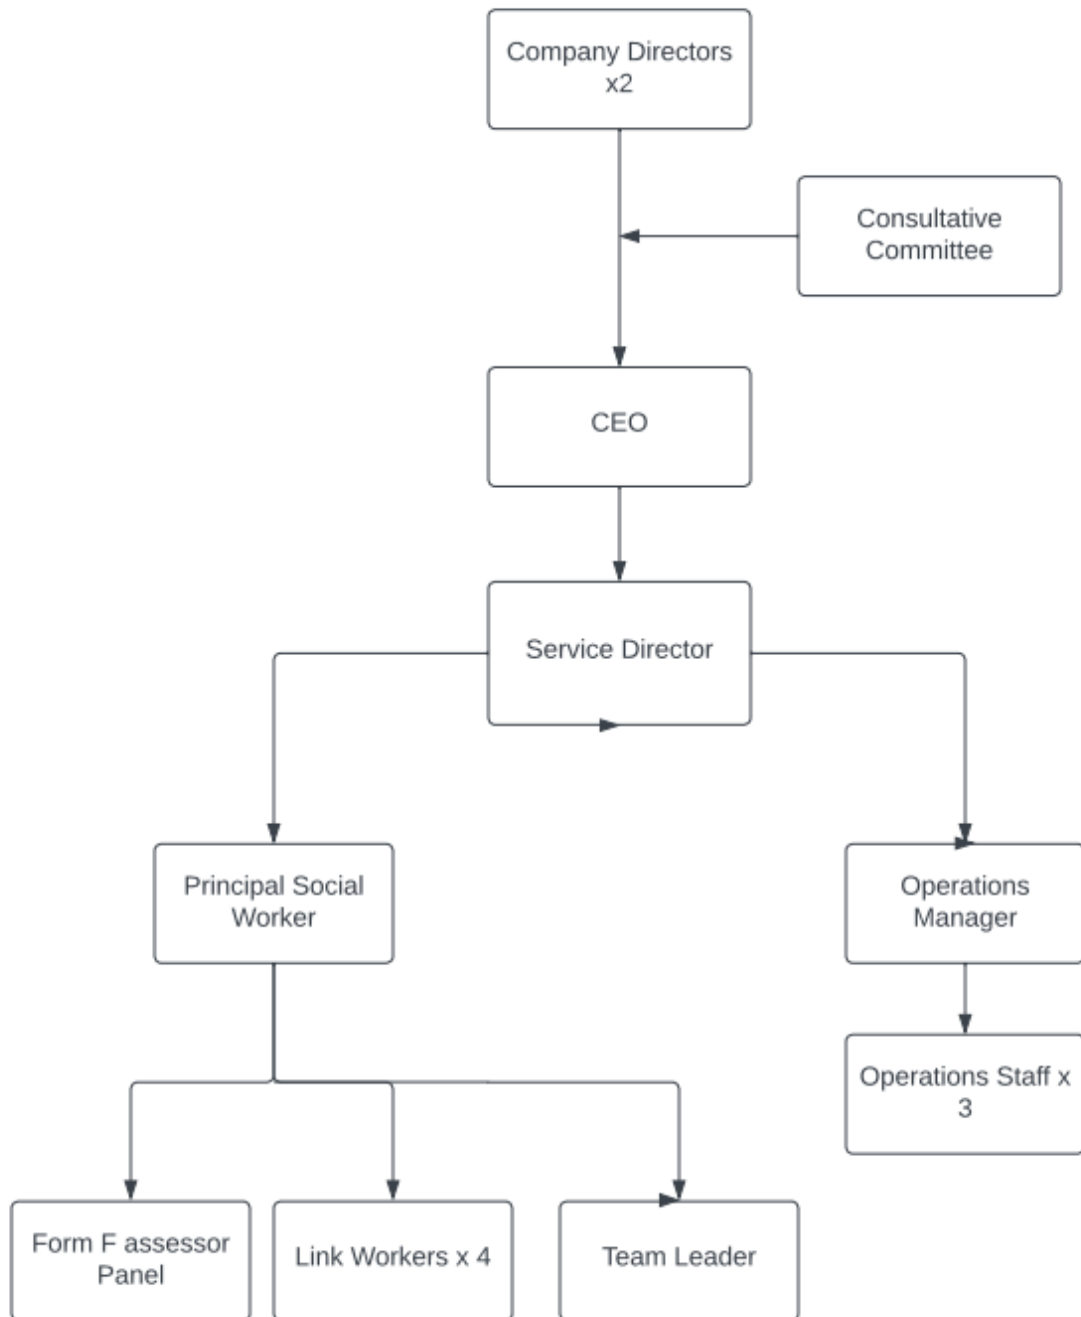 Company Directors
x2
Consultative
Committee
CEO
Service Director
Principal Social
Worker
Operations
Manager
Operations Staff x
3
Form F assessor
Panel
Link Workers x 4
Team Leader